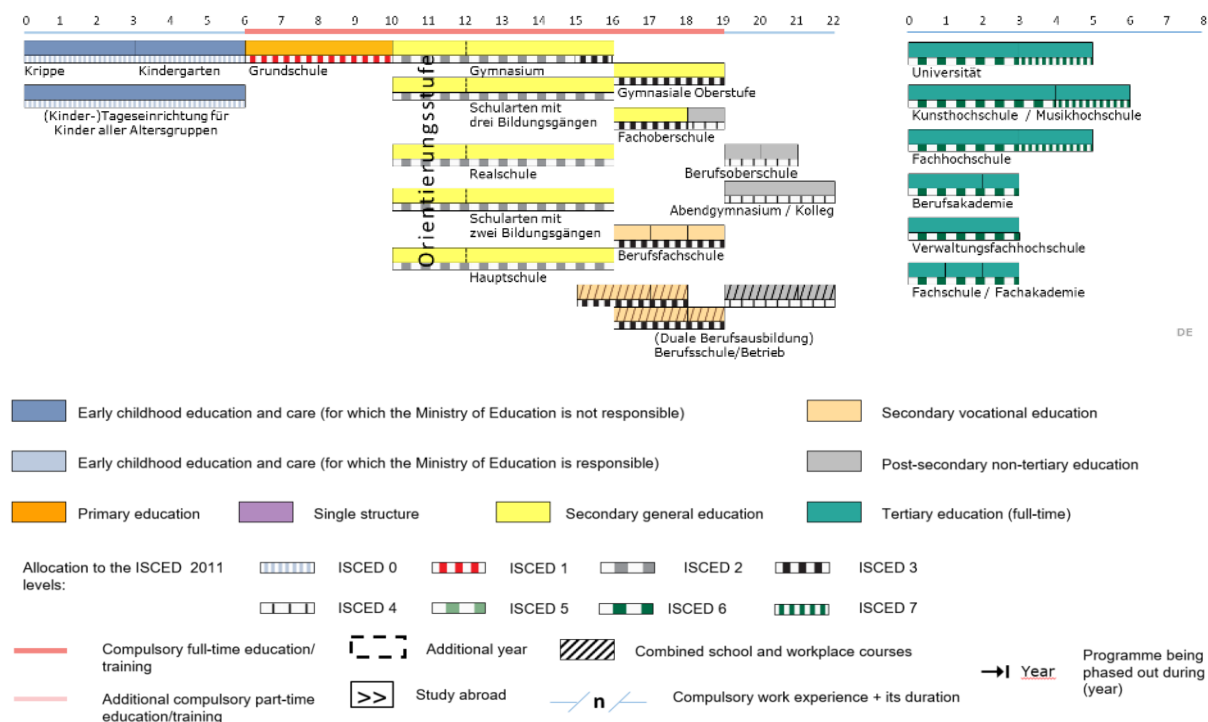 0 1 2 3 4 5 6 7 8 9 10 11 12 13 14 15 16 17 18 19 20 21 22
0 1 2 3 4 5 6 7 8
Krippe
Kindergarten
Grundschule
Gymnasium
(Kinder-)Tageseinrichtung für
Kinder aller Altersgruppen
Orientierungsstufe
Schularten mit
drei Bildungsgängen
Realschule
Schularten mit
zwei Bildungsgängen
Hauptschule
Gymnasiale Oberstufe
Fachoberschule
Berufsoberschule
Abendgymnasium / Kolleg
Berufsfachschule
(Duale Berufsausbildung)
Berufsschule/Betrieb
Universität
Kunsthochschule / Musikhochschule
Fachhochschule
Berufsakademie
Verwaltungsfachhochschule
Fachschule / Fachakademie
DE
Early childhood education and care (for which the Ministry of Education is not responsible)
Secondary vocational education
Early childhood education and care (for which the Ministry of Education is responsible)
Post-secondary non-tertiary education
Primary education
Single structure
Secondary general education
Tertiary education (full-time)
Allocation to the ISCED 2011
levels:
ISCED 0
ISCED 1
ISCED 2
ISCED 3
ISCED 4
ISCED 5
ISCED 6
ISCED 7
Compulsory full-time education/
training
Additional year
Combined school and workplace courses
Year
Programme being
phased out during
(year)
Additional compulsory part-time
education/training
>>
Study abroad
n
Compulsory work experience + its duration